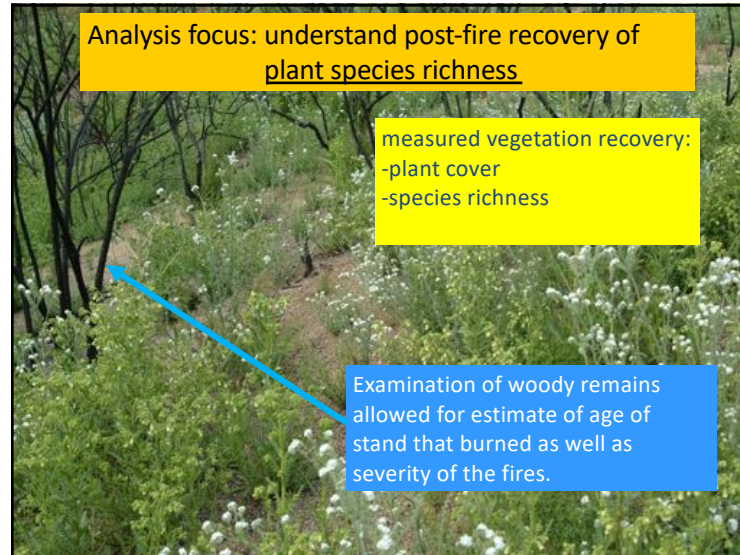 Analysis focus: understand post-fire recovery of
plant species richness
measured vegetation recovery:
-plant cover
-species richness
Examination of woody remains
allowed for estimate of age of
stand that burned as well as
severity of the fires.